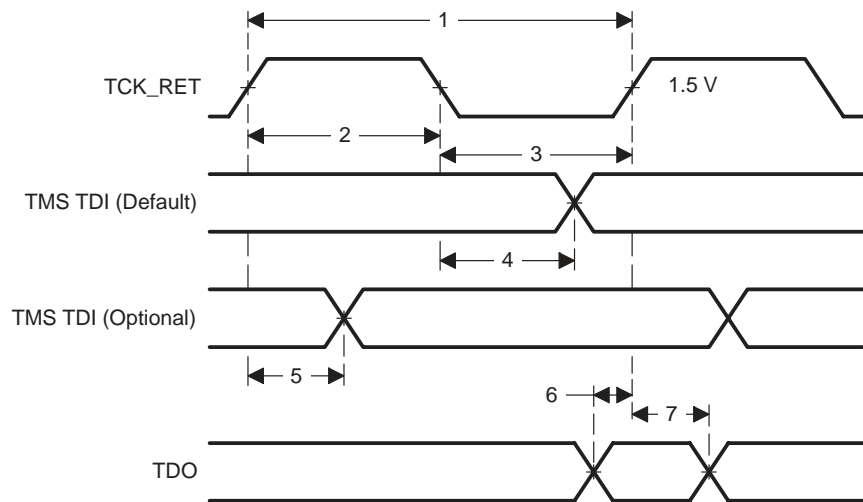 1
TCK_RET
1.5 V
2
3
TMS TDI (Default)
4
TMS TDI (Optional)
5
6
7
TDO